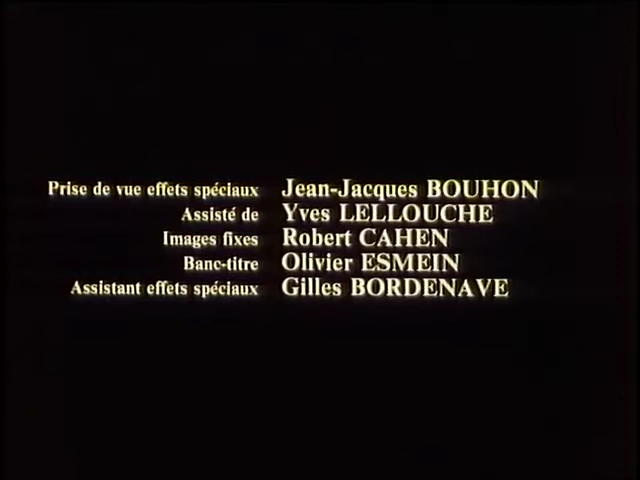 Prise de vue effets spéciaux Jean-Jacques BOUHON
Assisté de Yves LELLOUCHE
Images fixes Robert CAHEN
Banc-titre Olivier ESMEIN
Assistant effets spéciaux Gilles BORDENAVE